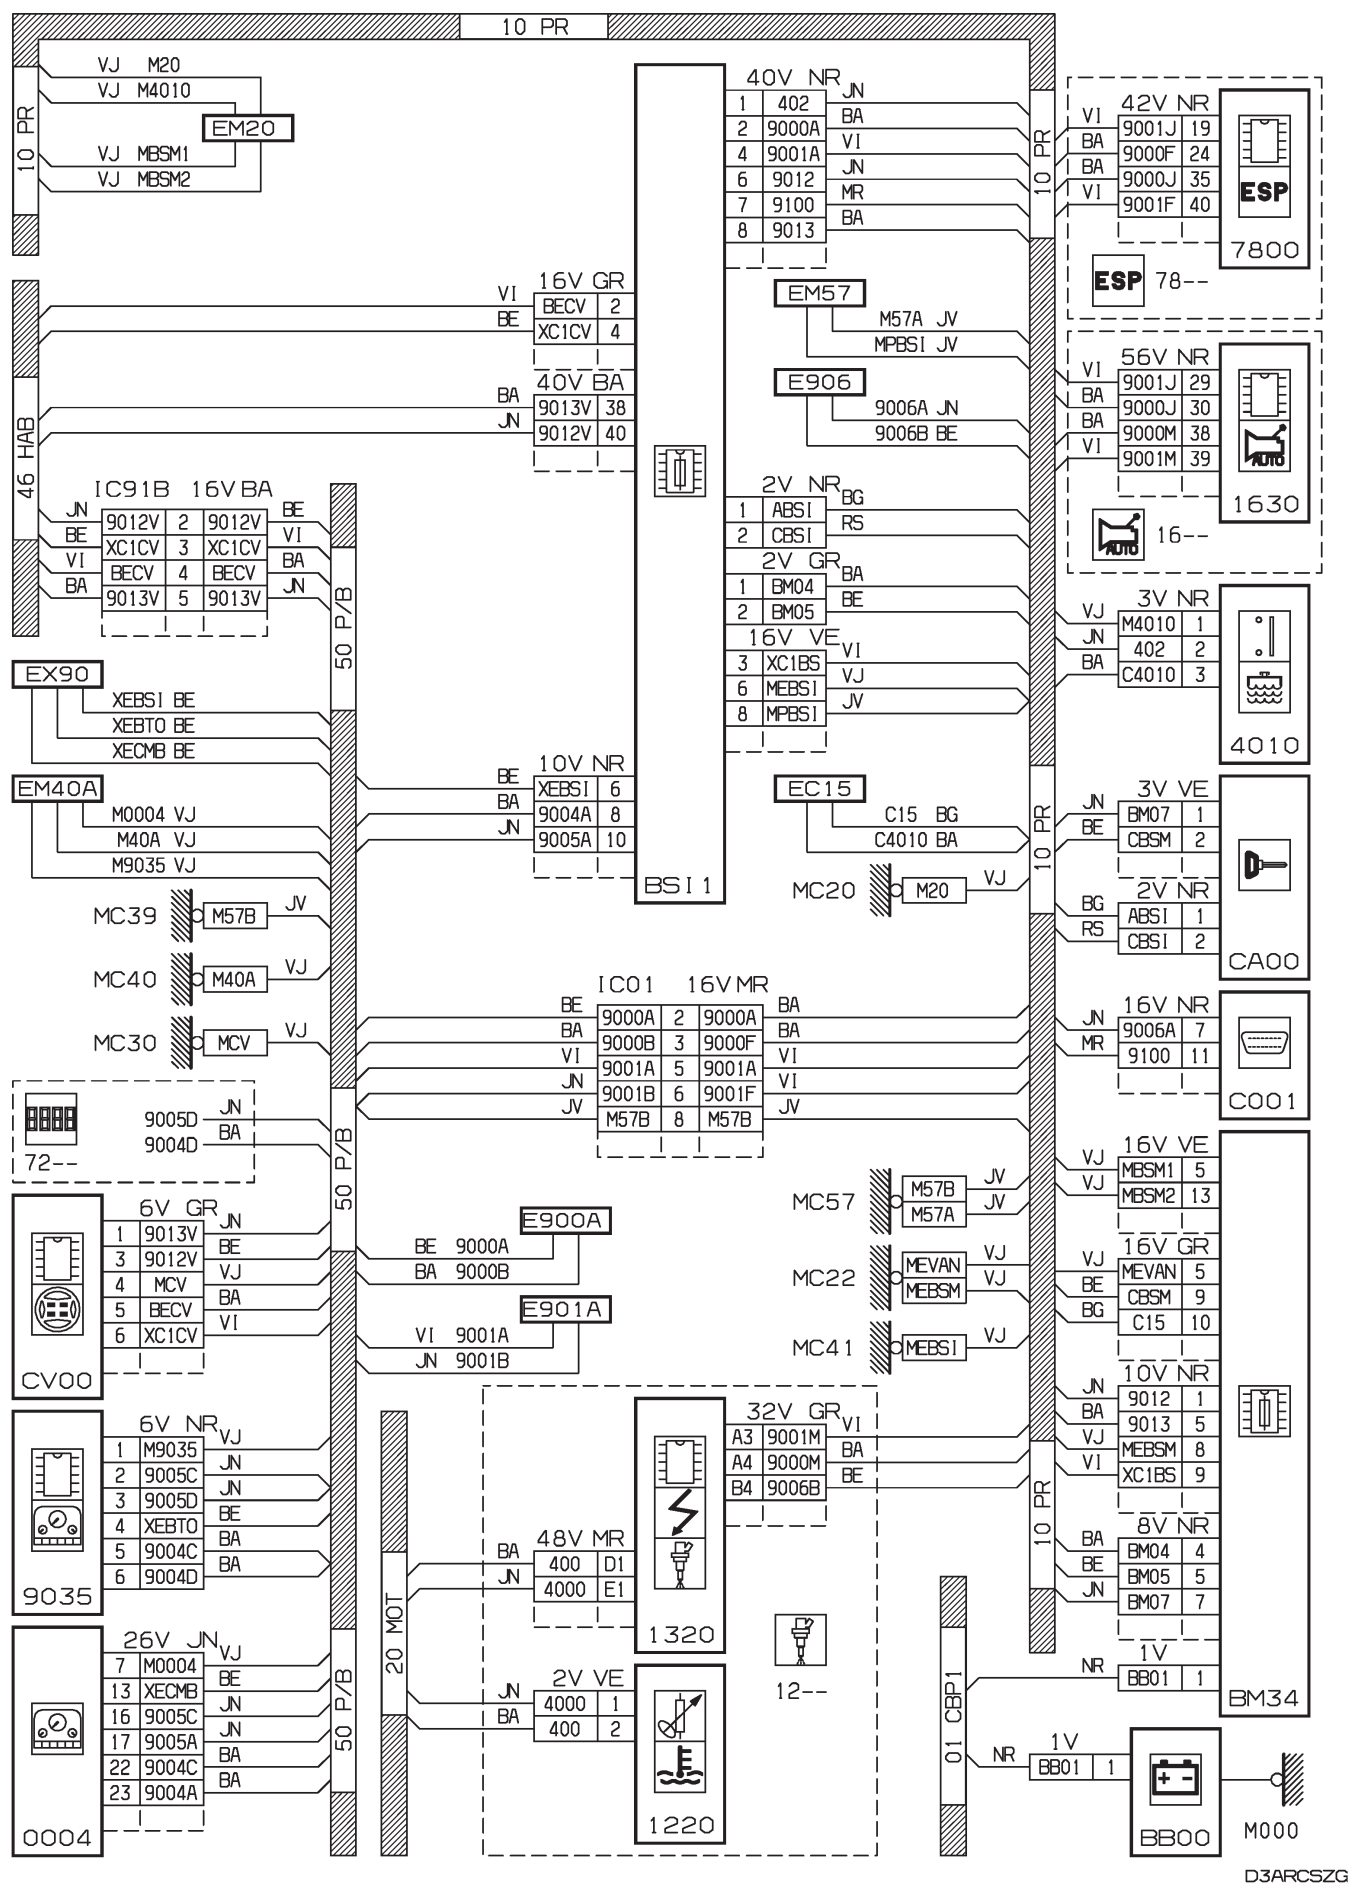 10 PR
VJ M20
VJ M4010
EM20
VJ MBSM1
VJ MBSM2
10 PR
40V NR
1 402 JN
2 9000A BA
4 9001A VI
6 9012 JN
7 9100 MR
8 9013 BA
10 PR
42V NR
VI 9001J 19
BA 9000F 24
BA 9000J 35
VI 9001F 40
ESP
7800
ESP 78--
16V GR
VI BECV 2
BE XC1CV 4
40V BA
BA 9013V 38
JN 9012V 40
46 HAB
EM57
M57A JV
MPBSI JV
E906
9006A JN
9006B BE
56V NR
VI 9001J 29
BA 9000J 30
BA 9000M 38
VI 9001M 39
AUTO
1630
AUTO 16--
IC91B 16V BA
JN 9012V 2 9012V BE
BE XC1CV 3 XC1CV VI
VI BECV 4 BECV BA
BA 9013V 5 9013V JN
50 P/B
2V NR
1 ABSI BG
2 CBSI RS
2V GR
1 BM04 BA
2 BM05 BE
16V VE
3 XC1BS VI
6 MEBSI VJ
8 MPBSI JV
3V NR
VJ M4010 1
JN 402 2
BA C4010 3
4010
EX90
XEBSI BE
XEBTO BE
XECMB BE
EM40A
M0004 VJ
M40A VJ
M9035 VJ
10V NR
BE XEBSI 6
BA 9004A 8
JN 9005A 10
BSI1
EC15
C15 BG
C4010 BA
MC20 M20 VJ
10 PR
3V VE
JN BM07 1
BE CBSM 2
2V NR
BG ABSI 1
RS CBSI 2
CA00
MC39 M57B JV
MC40 M40A VJ
MC30 MCV VJ
IC01 16V MR
BE 9000A 2 9000A BA
BA 9000B 3 9000F BA
VI 9001A 5 9001A VI
JN 9001B 6 9001F VI
JV M57B 8 M57B JV
16V NR
JN 9006A 7
MR 9100 11
C001
72--
9005D JN
9004D BA
50 P/B
6V GR
1 9013V JN
3 9012V BE
4 MCV VJ
5 BECV BA
6 XC1CV VI
CV00
E900A
BE 9000A
BA 9000B
E901A
VI 9001A
JN 9001B
MC57 M57B JV
M57A JV
MC22 MEVAN VJ
MEBSM VJ
MC41 MEBSI VJ
16V VE
VJ MBSM1 5
VJ MBSM2 13
16V GR
VJ MEVAN 5
BE CBSM 9
BG C15 10
10V NR
JN 9012 1
BA 9013 5
VJ MEBSM 8
VI XC1BS 9
8V NR
BA BM04 4
BE BM05 5
JN BM07 7
1V
NR BB01 1
BM34
10 PR
6V NR
1 M9035 VJ
2 9005C JN
3 9005D JN
4 XEBTO BE
5 9004C BA
6 9004D BA
9035
32V GR
A3 9001M VI
A4 9000M BA
B4 9006B BE
48V MR
BA 400 D1
JN 4000 E1
1320
20 MOT
12--
2V VE
JN 4000 1
BA 400 2
1220
26V JN
7 M0004 VJ
13 XECMB BE
16 9005C JN
17 9005A JN
22 9004C BA
23 9004A BA
0004
50 P/B
01 CBP1
1V
NR BB01 1
+ -
BB00
M000
D3ARCSZG